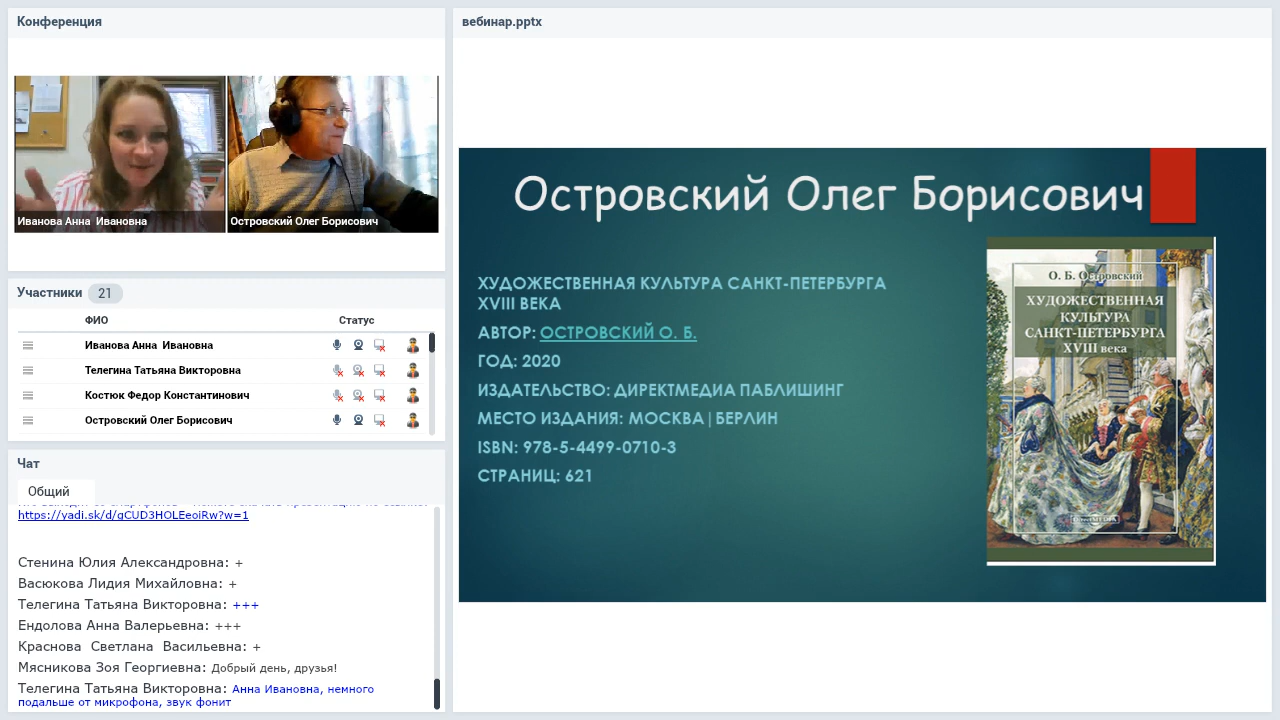 Конференция
Иванова Анна Ивановна
Островский Олег Борисович
Участники 21
ФИО Статус
Иванова Анна Ивановна
Телегина Татьяна Викторовна
Костюк Федор Константинович
Островский Олег Борисович
Чат
Общий
https://yadi.sk/d/gCUD3HOLEeoiRw?w=1
Стенина Юлия Александровна: +
Васюкова Лидия Михайловна: +
Телегина Татьяна Викторовна: +++
Ендолова Анна Валерьевна: +++
Краснова Светлана Васильевна: +
Мясникова Зоя Георгиевна: Добрый день, друзья!
Телегина Татьяна Викторовна: Анна Ивановна, немного
подальше от микрофона, звук фонит
вебинар.pptx
Островский Олег Борисович
ХУДОЖЕСТВЕННАЯ КУЛЬТУРА САНКТ-ПЕТЕРБУРГА
XVIII ВЕКА
АВТОР: ОСТРОВСКИЙ О. Б.
ГОД: 2020
ИЗДАТЕЛЬСТВО: ДИРЕКТМЕДИА ПАБЛИШИНГ
МЕСТО ИЗДАНИЯ: МОСКВА|БЕРЛИН
ISBN: 978-5-4499-0710-3
СТРАНИЦ: 621
О. Б. Островский
ХУДОЖЕСТВЕННАЯ
КУЛЬТУРА
САНКТ-ПЕТЕРБУРГА
XVIII века